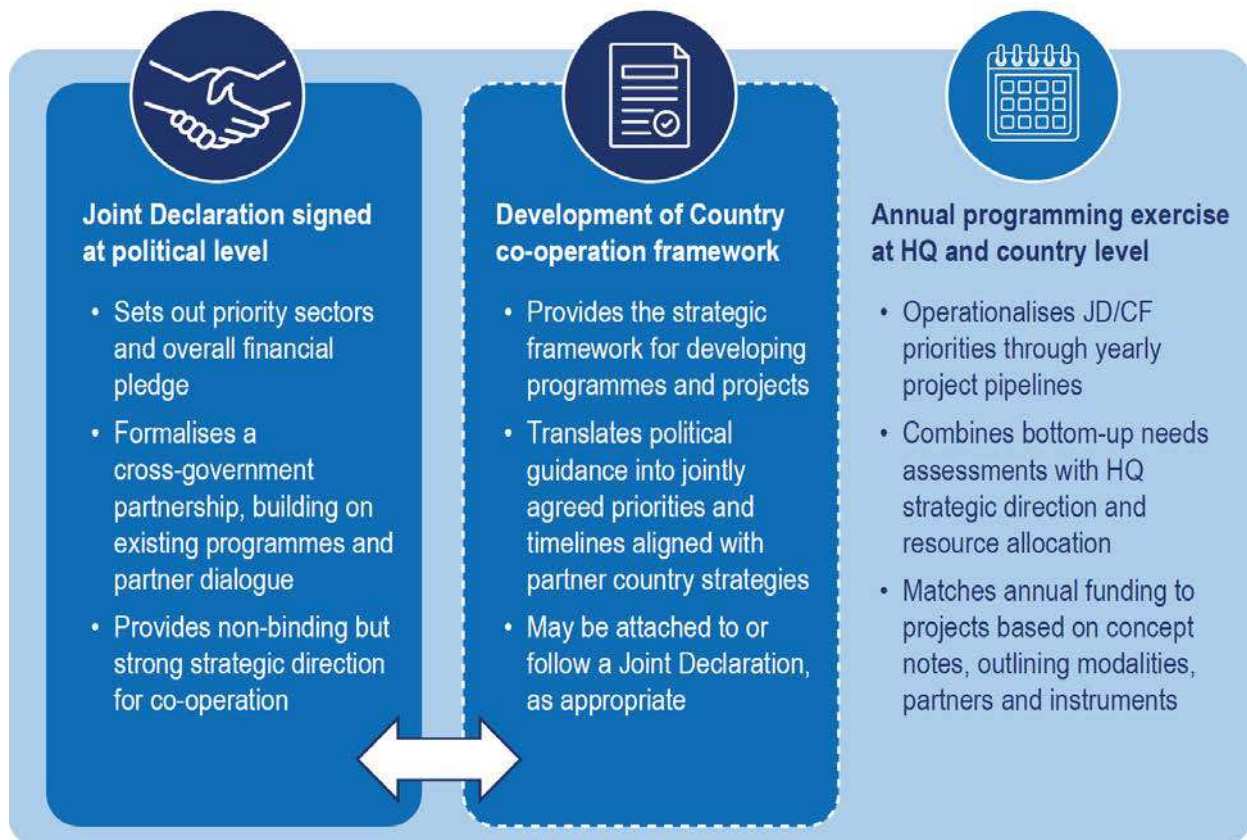 Joint Declaration signed
at political level
• Sets out priority sectors
and overall financial
pledge
• Formalises a
cross-government
partnership, building on
existing programmes and
partner dialogue
• Provides non-binding but
strong strategic direction
for co-operation
Development of Country
co-operation framework
• Provides the strategic
framework for developing
programmes and projects
• Translates political
guidance into jointly
agreed priorities and
timelines aligned with
partner country strategies
• May be attached to or
follow a Joint Declaration,
as appropriate
Annual programming exercise
at HQ and country level
• Operationalises JD/CF
priorities through yearly
project pipelines
• Combines bottom-up needs
assessments with HQ
strategic direction and
resource allocation
• Matches annual funding to
projects based on concept
notes, outlining modalities,
partners and instruments